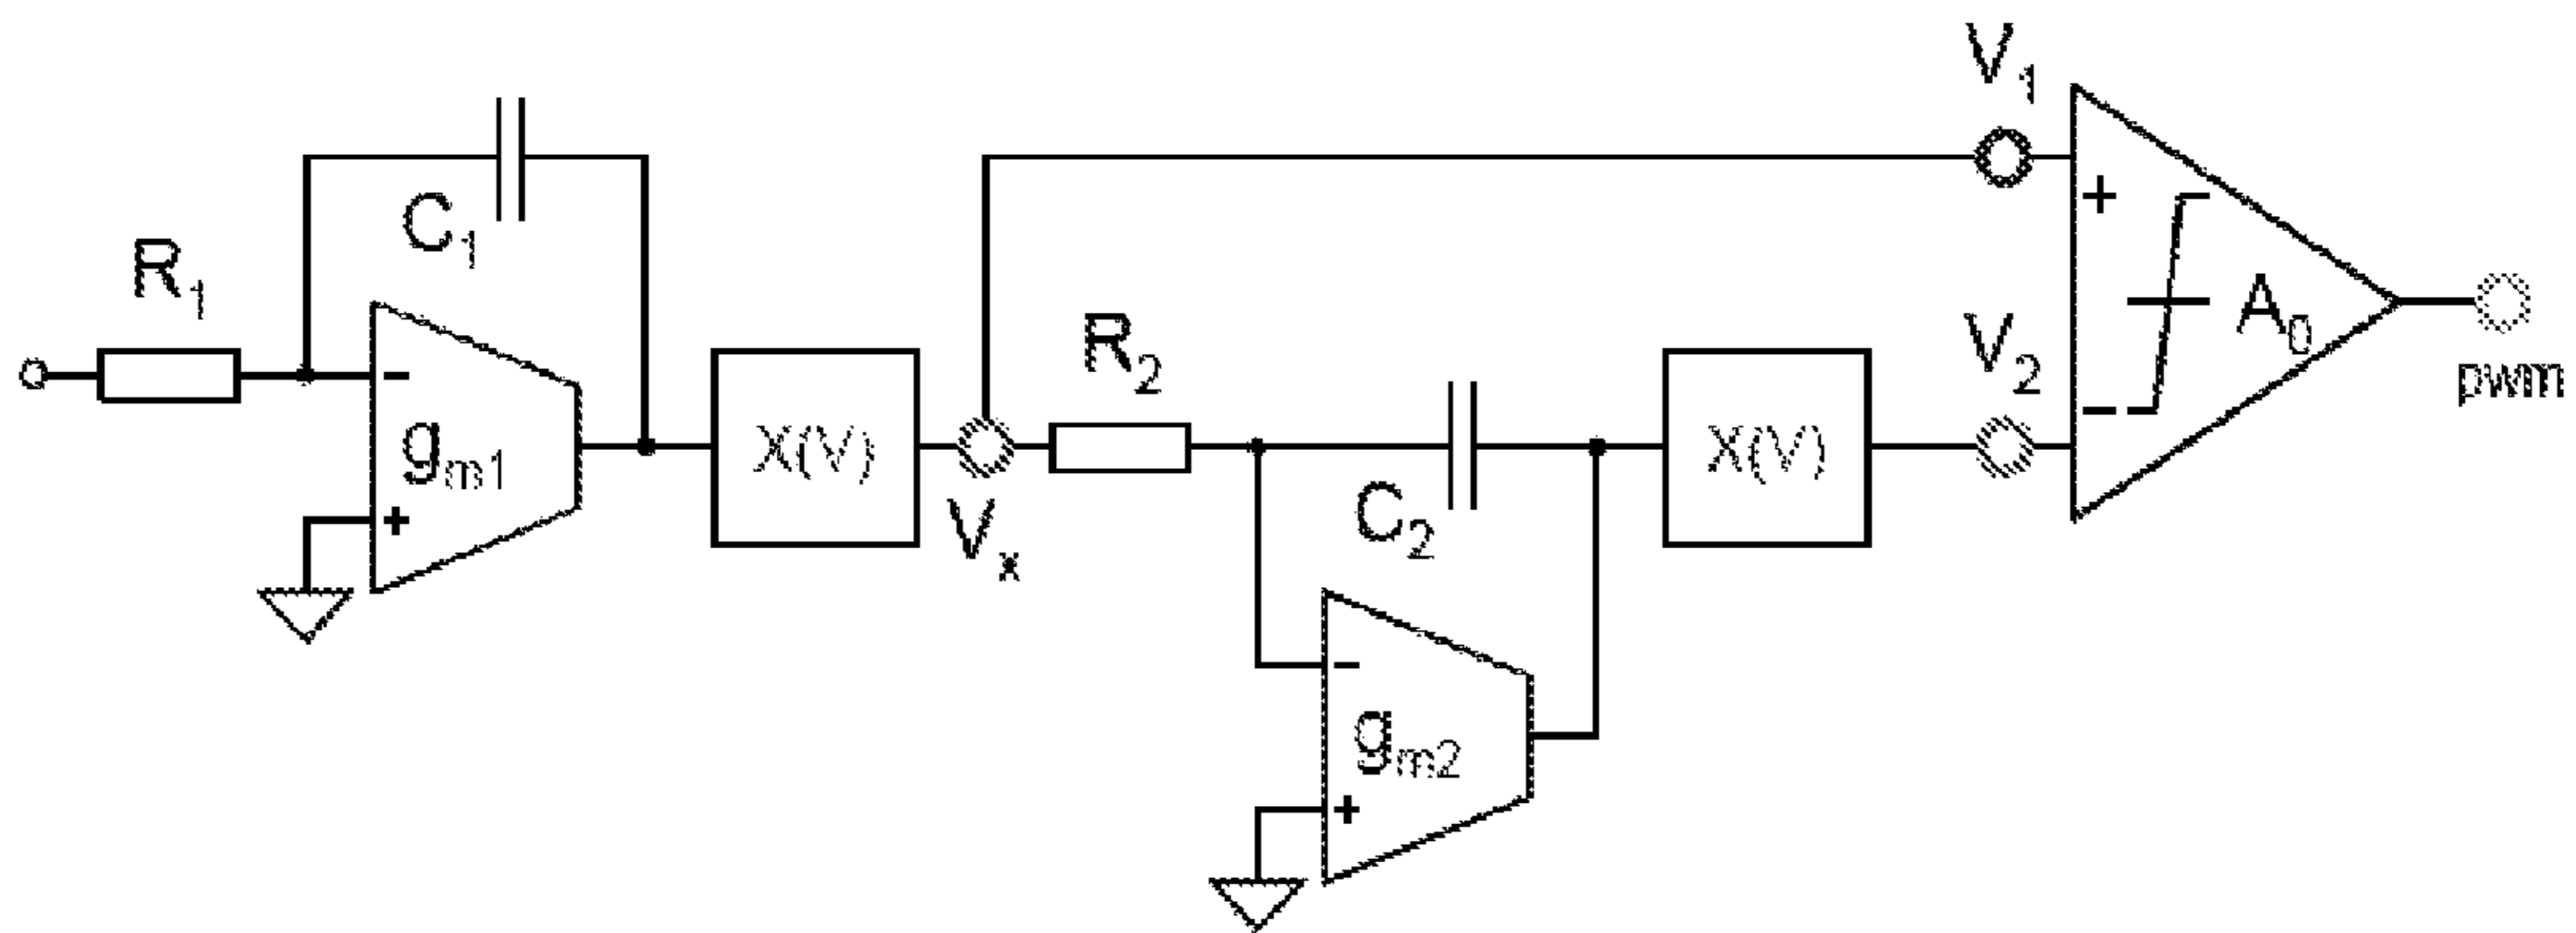 V1
C1
R1
+
-
gm1
+
X(V)
Vx
R2
C2
X(V)
V2
-
A0
pwm
-
gm2
+